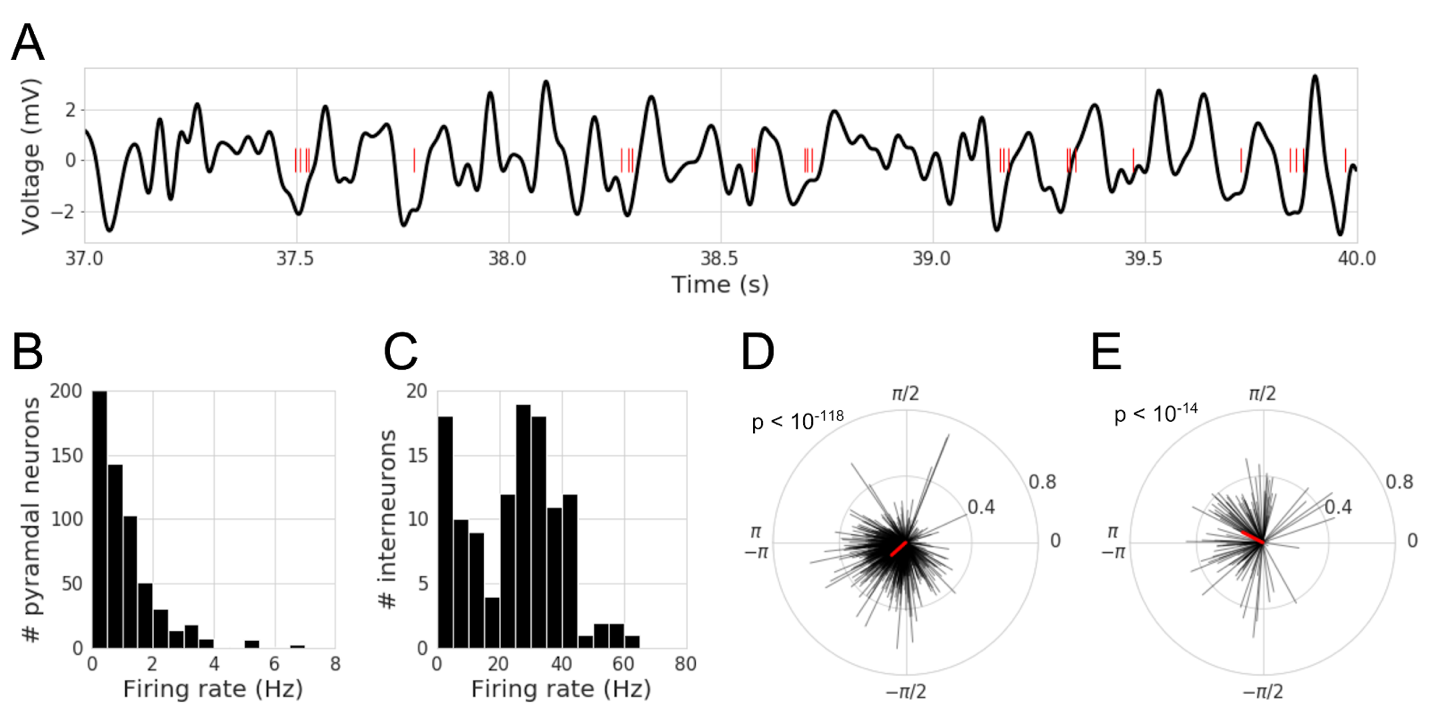 A
Voltage (mV)
2
0
−2
37.0 37.5 38.0 38.5 39.0 39.5 40.0
Time (s)
B
# pyramdal neurons
200
150
100
50
0
0 2 4 6 8
Firing rate (Hz)
C
# interneurons
20
15
10
5
0
0 20 40 60 80
Firing rate (Hz)
D
p < 10-118
π/2
0.8
0.4
π
−π
0
−π/2
E
p < 10-14
π/2
0.8
0.4
π
−π
0
−π/2